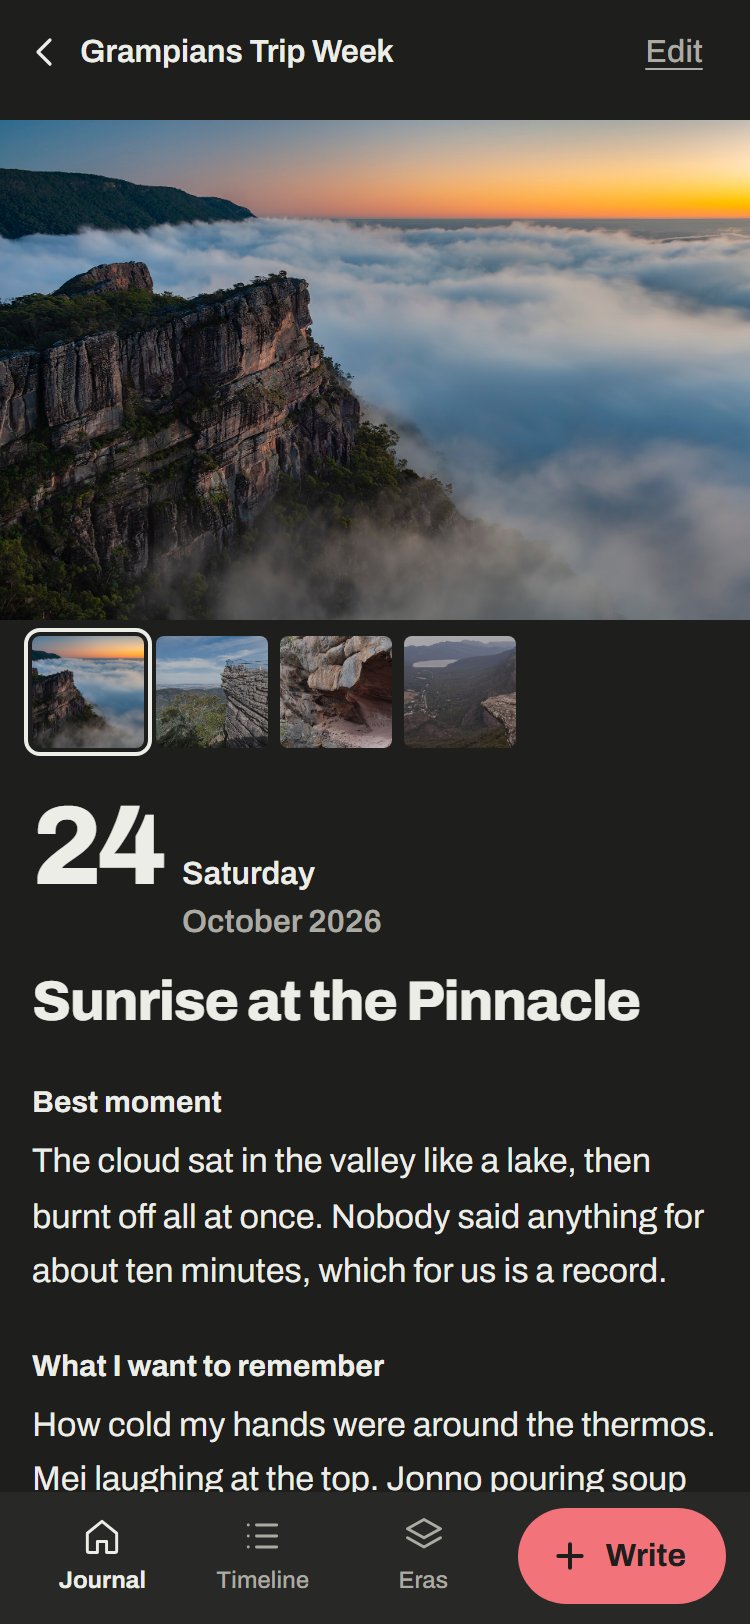 Grampians Trip Week
Edit
24
Saturday
October 2026
Sunrise at the Pinnacle
Best moment
The cloud sat in the valley like a lake, then
burnt off all at once. Nobody said anything for
about ten minutes, which for us is a record.
What I want to remember
How cold my hands were around the thermos.
Mei laughing at the top. Jonno pouring soup
Journal
Timeline
Eras
Write